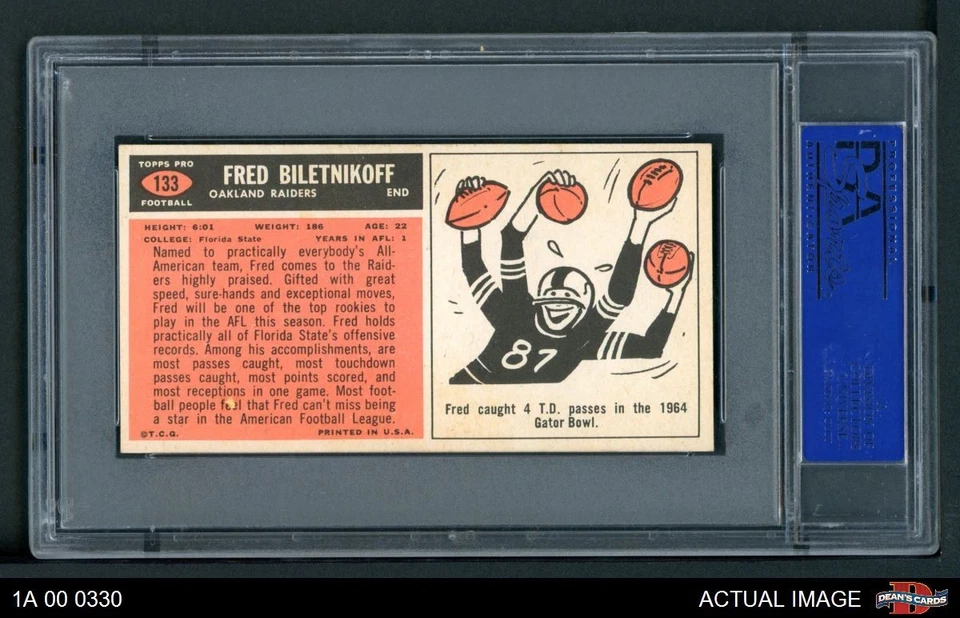 TOPPS PRO
133
FOOTBALL
FRED BILETNIKOFF
OAKLAND RAIDERS END
HEIGHT: 6:01 WEIGHT: 186 AGE: 22
COLLEGE: Florida State YEARS IN AFL: 1
Named to practically everybody's All-
American team, Fred comes to the Raid-
ers highly praised. Gifted with great
speed, sure-hands and exceptional moves,
Fred will be one of the top rookies to
play in the AFL this season. Fred holds
practically all of Florida State's offensive
records. Among his accomplishments, are
most passes caught, most touchdown
passes caught, most points scored, and
most receptions in one game. Most foot-
ball people feel that Fred can't miss being
a star in the American Football League.
©T.C.G. PRINTED IN U.S.A.
81
Fred caught 4 T.D. passes in the 1964
Gator Bowl.
PSA
1A 00 0330
ACTUAL IMAGE
DEAN'S CARDS